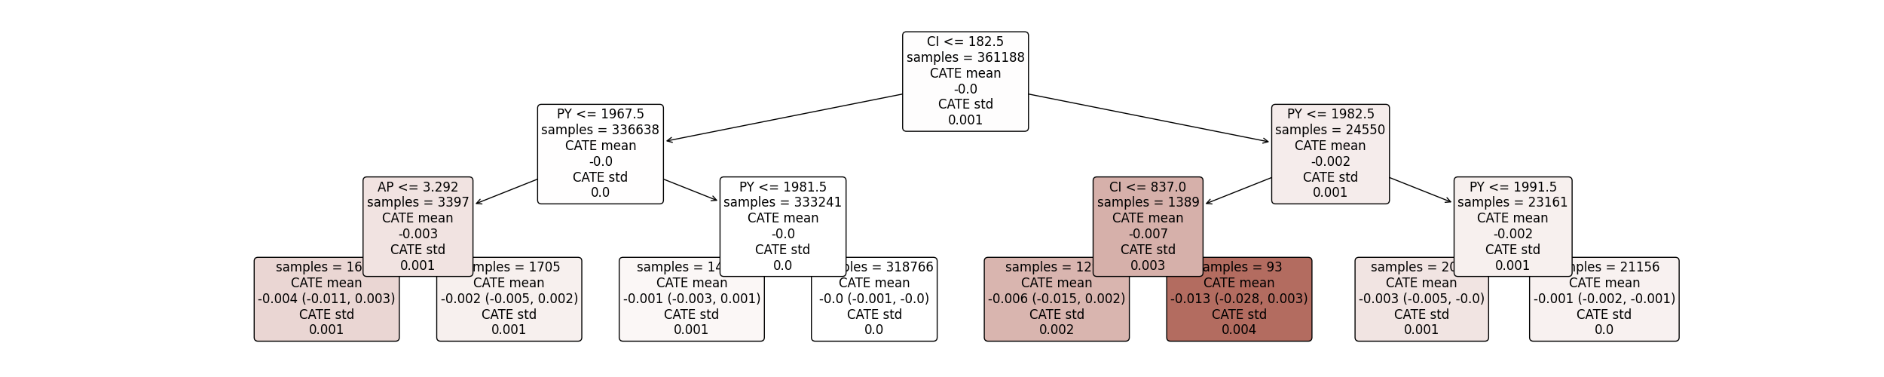 CI <= 182.5
samples = 361188
CATE mean
-0.0
CATE std
0.001
PY <= 1967.5
samples = 336638
CATE mean
-0.0
CATE std
0.0
PY <= 1982.5
samples = 24550
CATE mean
-0.002
CATE std
0.001
AP <= 3.292
samples = 3397
CATE mean
-0.003
CATE std
0.001
PY <= 1981.5
samples = 333241
CATE mean
-0.0
CATE std
0.0
CI <= 837.0
samples = 1389
CATE mean
-0.007
CATE std
0.003
PY <= 1991.5
samples = 23161
CATE mean
-0.002
CATE std
0.001
samples =
CATE mean
-0.004 (-0.011, 0.003)
CATE std
0.001
= 1705
CATE mean
-0.002 (-0.005, 0.002)
CATE std
0.001
samples =
CATE mean
-0.001 (-0.003, 0.001)
CATE std
0.001
= 318766
CATE mean
-0.0 (-0.001, -0.0)
CATE std
0.0
samples =
CATE mean
-0.006 (-0.015, 0.002)
CATE std
0.002
= 93
CATE mean
-0.013 (-0.028, 0.003)
CATE std
0.004
samples =
CATE mean
-0.003 (-0.005, -0.0)
CATE std
0.001
= 21156
CATE mean
-0.001 (-0.002, -0.001)
CATE std
0.0